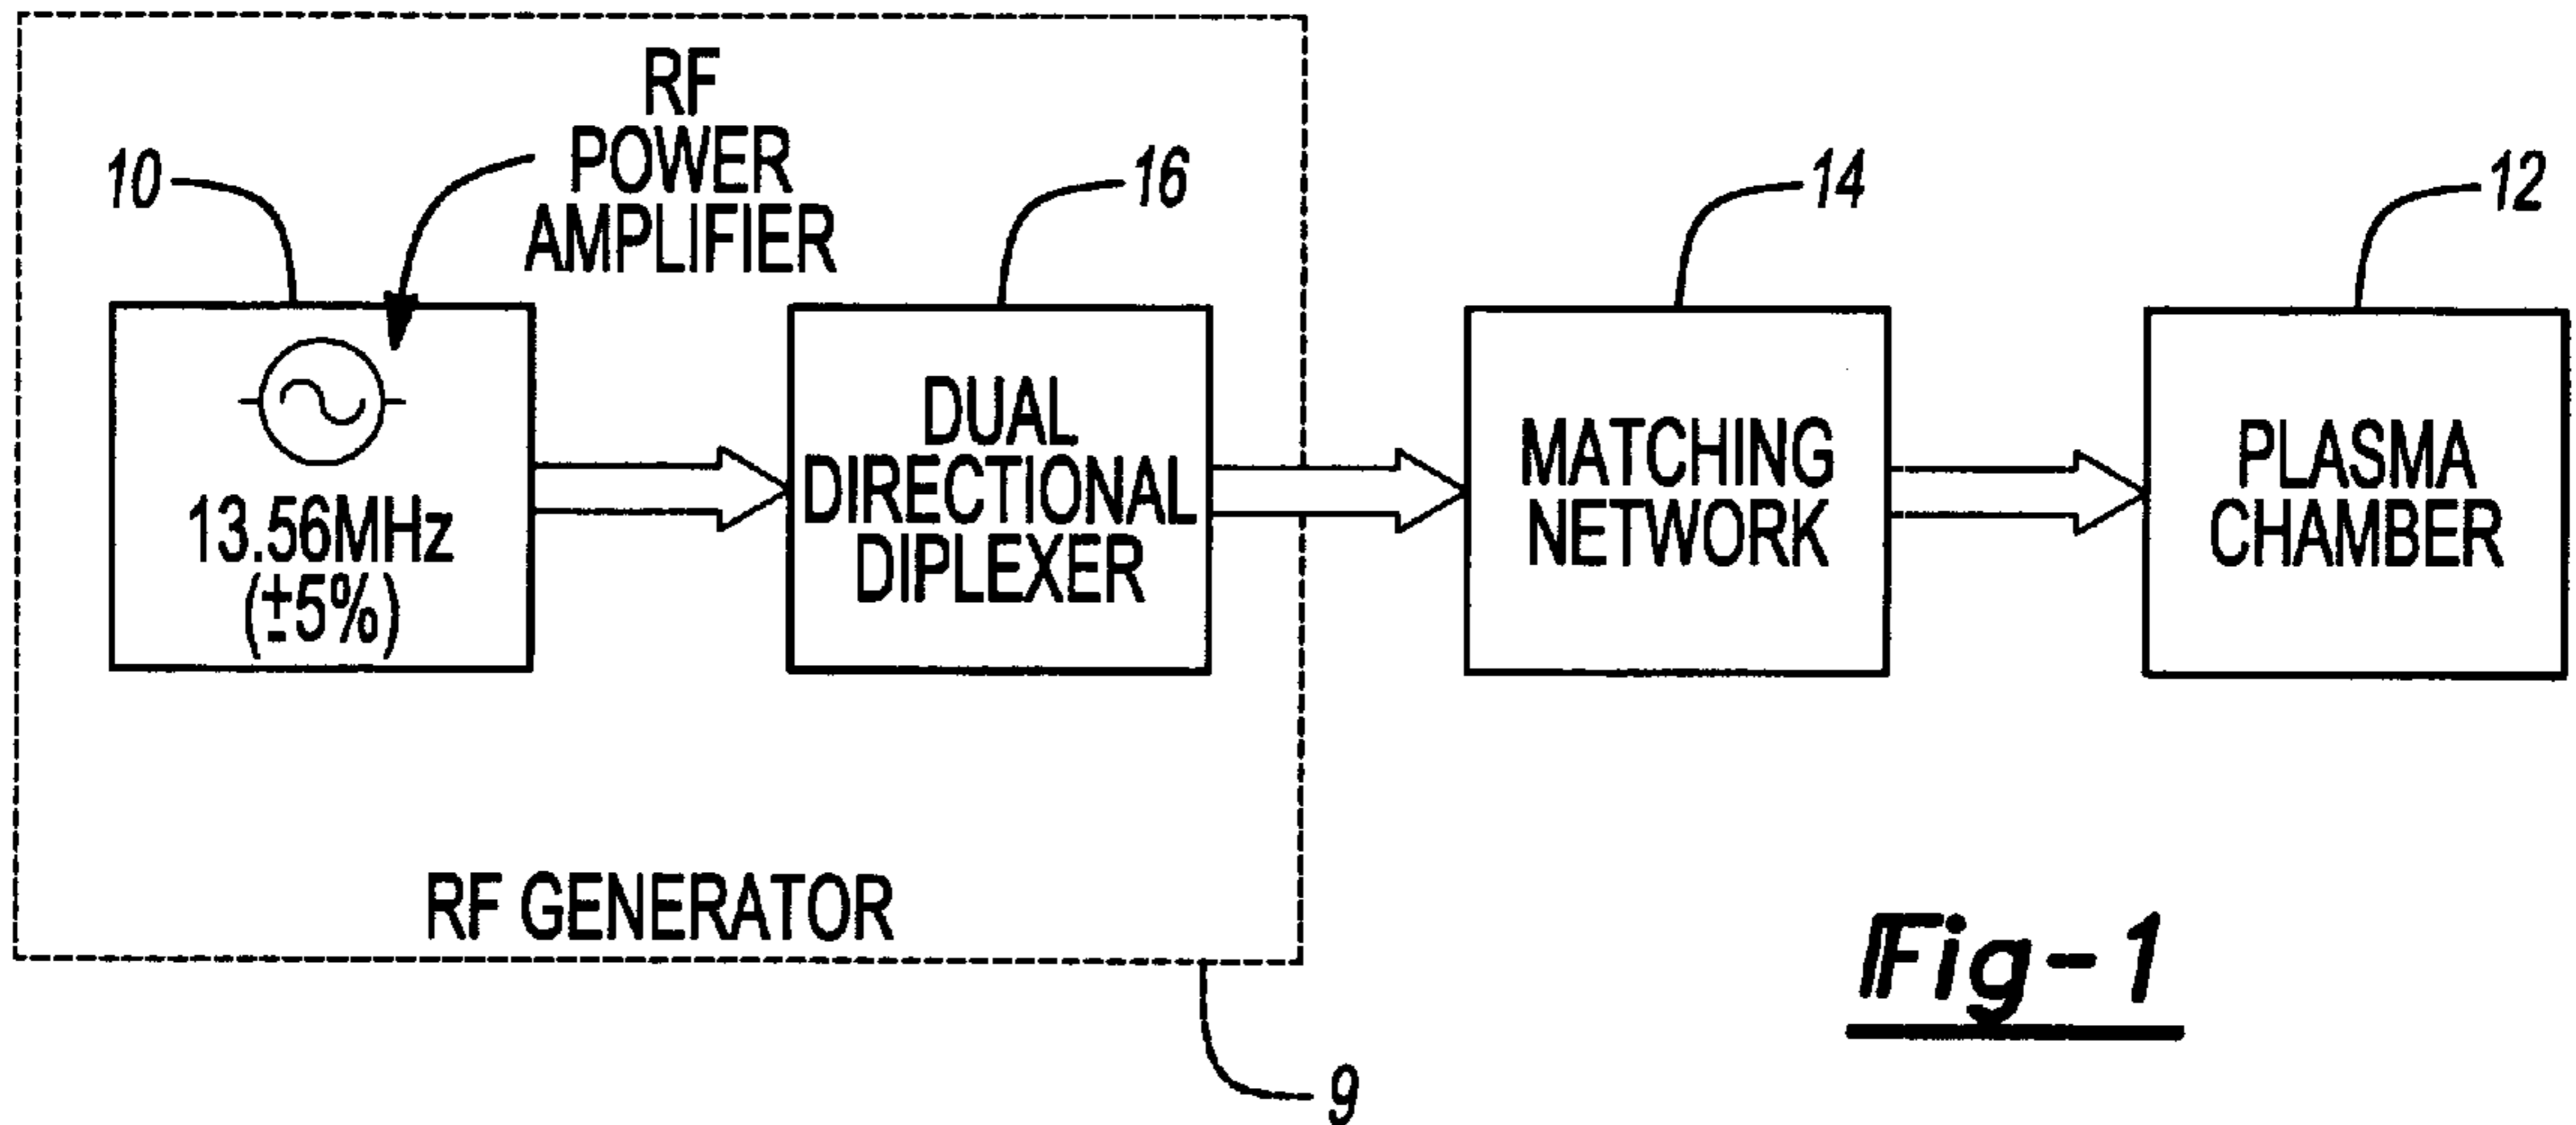 RF
POWER
AMPLIFIER
10
16
14
12
13.56MHz
(±5%)
DUAL
DIRECTIONAL
DIPLEXER
MATCHING
NETWORK
PLASMA
CHAMBER
RF GENERATOR
9
Fig-1